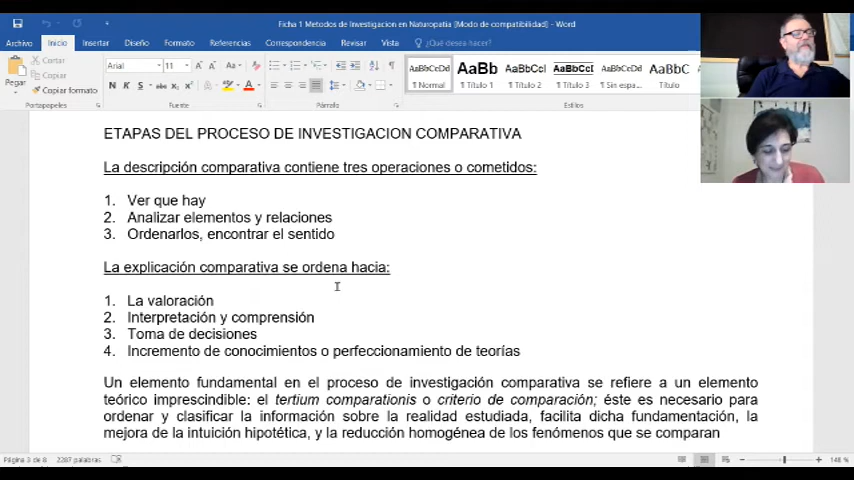 Ficha 1 Metodos de Investigacion en Naturopatia [Modo de compatibilidad] - Word
Archivo Inicio Insertar Diseño Formato Referencias Correspondencia Revisar Vista ¿Qué desea hacer?
Pegar
Cortar
Copiar
Copiar formato
Portapapeles
Arial 11
N K S abc x₂ x²
Fuente
Párrafo
AaBbCcDd AaBb AaBbCcI AaBbCcI AaBbCcDd AaBbC
¶ Normal ¶ Título 1 ¶ Título 2 ¶ Título 3 ¶ Sin espa... Título
Estilos
ETAPAS DEL PROCESO DE INVESTIGACION COMPARATIVA
La descripción comparativa contiene tres operaciones o cometidos:
1. Ver que hay
2. Analizar elementos y relaciones
3. Ordenarlos, encontrar el sentido
La explicación comparativa se ordena hacia:
1. La valoración
2. Interpretación y comprensión
3. Toma de decisiones
4. Incremento de conocimientos o perfeccionamiento de teorías
Un elemento fundamental en el proceso de investigación comparativa se refiere a un elemento
teórico imprescindible: el tertium comparationis o criterio de comparación; éste es necesario para
ordenar y clasificar la información sobre la realidad estudiada, facilita dicha fundamentación, la
mejora de la intuición hipotética, y la reducción homogénea de los fenómenos que se comparan
Página 3 de 8 2287 palabras 148 %